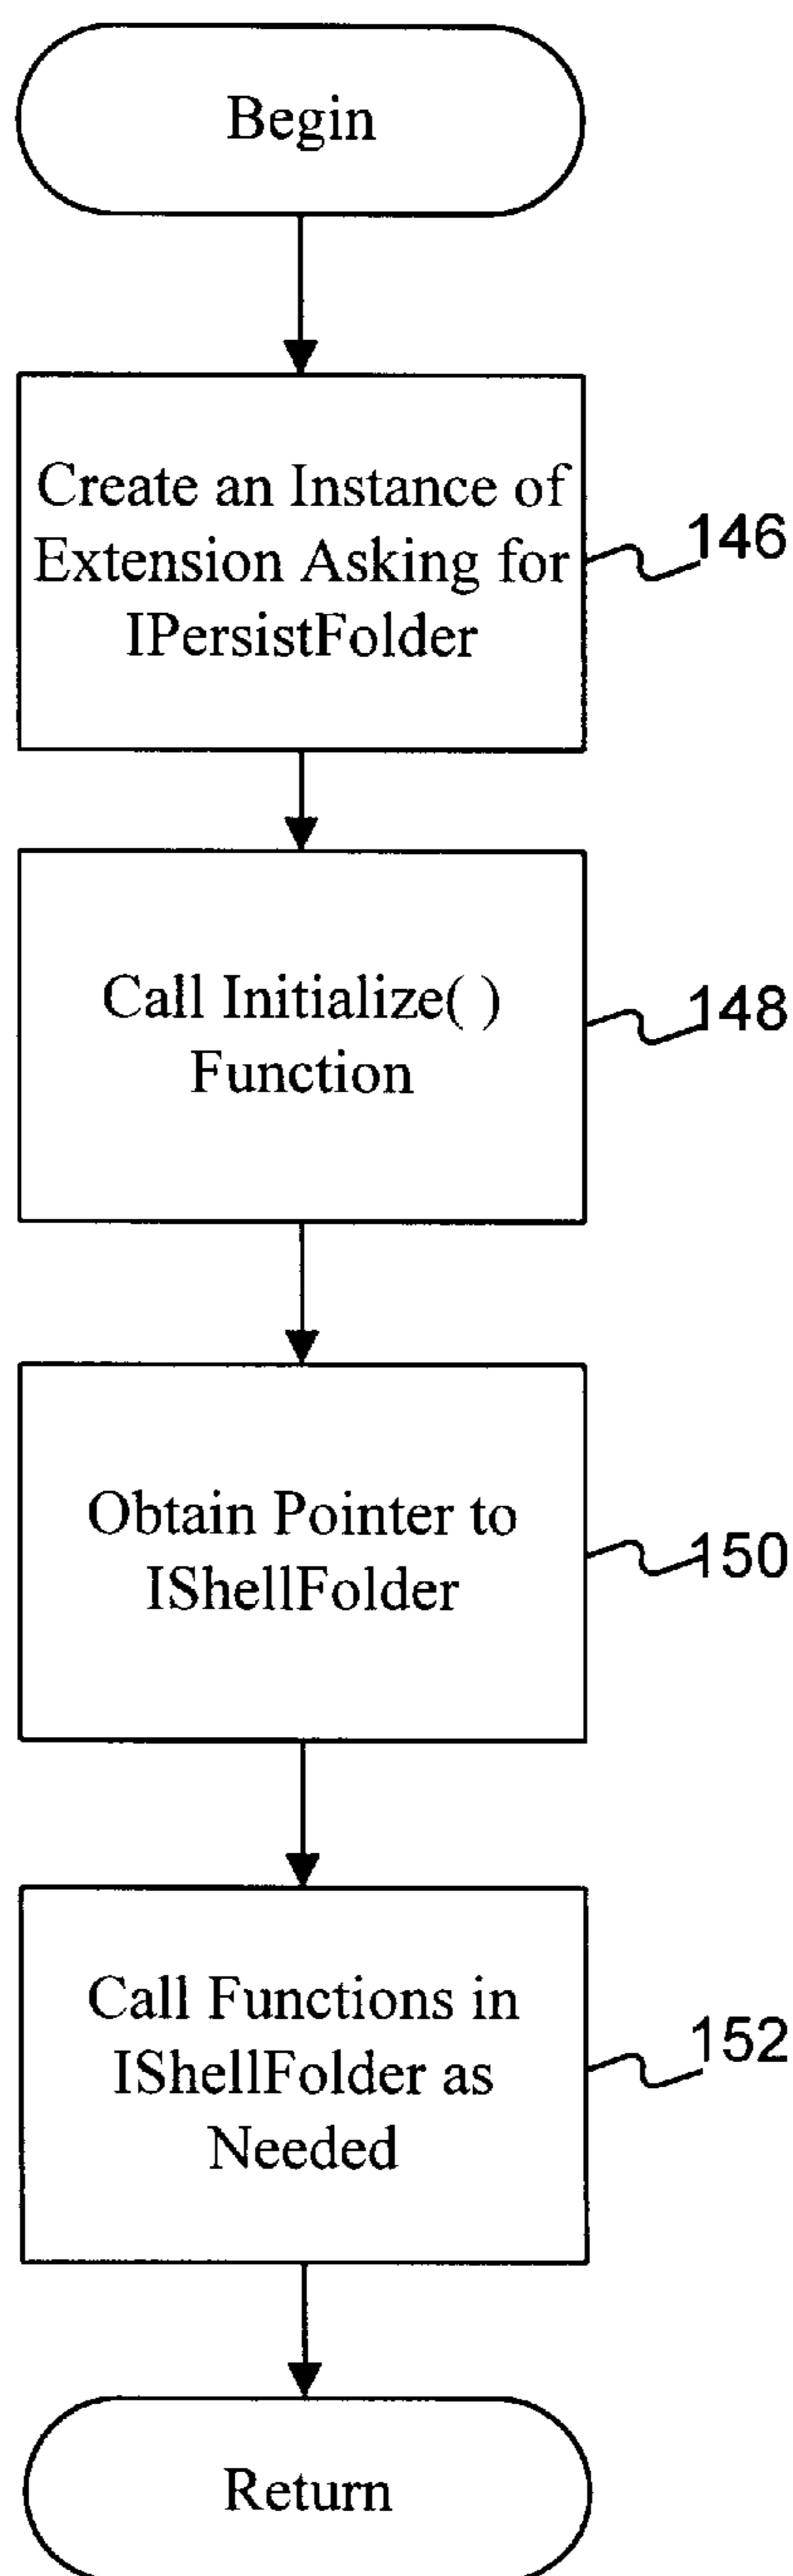 Begin
Create an Instance of
Extension Asking for
IPersistFolder
146
Call Initialize( )
Function
148
Obtain Pointer to
IShellFolder
150
Call Functions in
IShellFolder as
Needed
152
Return